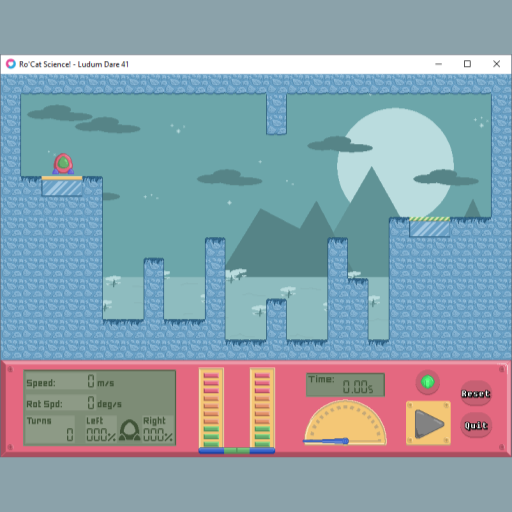 Ro'Cat Science! - Ludum Dare 41
Speed: 0 m/s
Rot Spd: 0 deg/s
Turns Left Right
0 000% 000%
Time: 0.00s
Reset
Quit